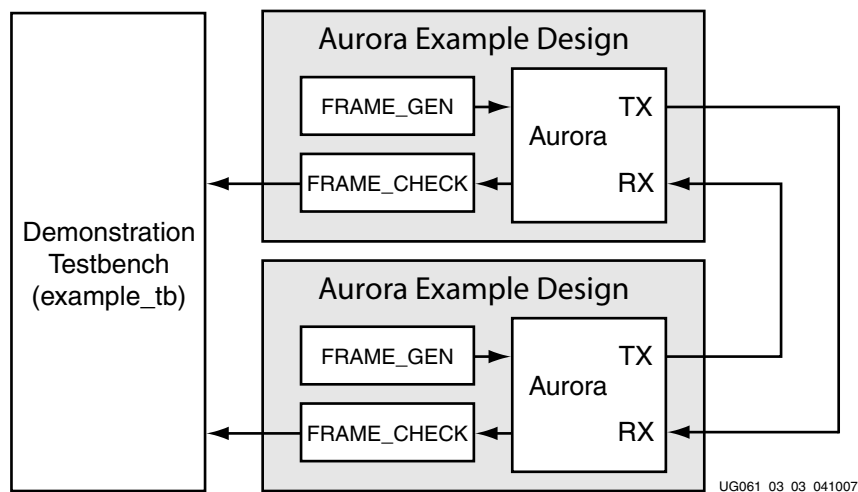 Aurora Example Design
FRAME_GEN
TX
Aurora
FRAME_CHECK
RX
Demonstration
Testbench
(example_tb)
Aurora Example Design
FRAME_GEN
TX
Aurora
FRAME_CHECK
RX
UG061_03_03_041007